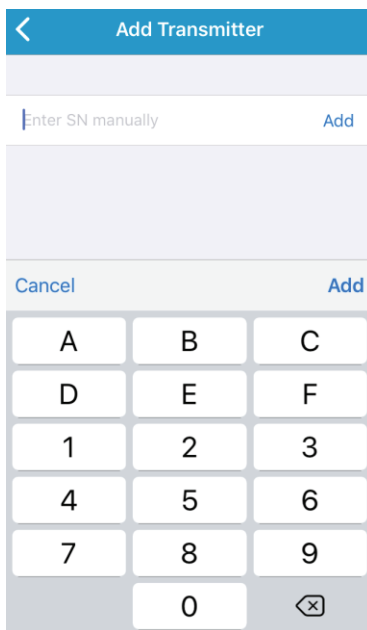 Add Transmitter
Enter SN manually Add
Cancel Add
A B C
D E F
1 2 3
4 5 6
7 8 9
0